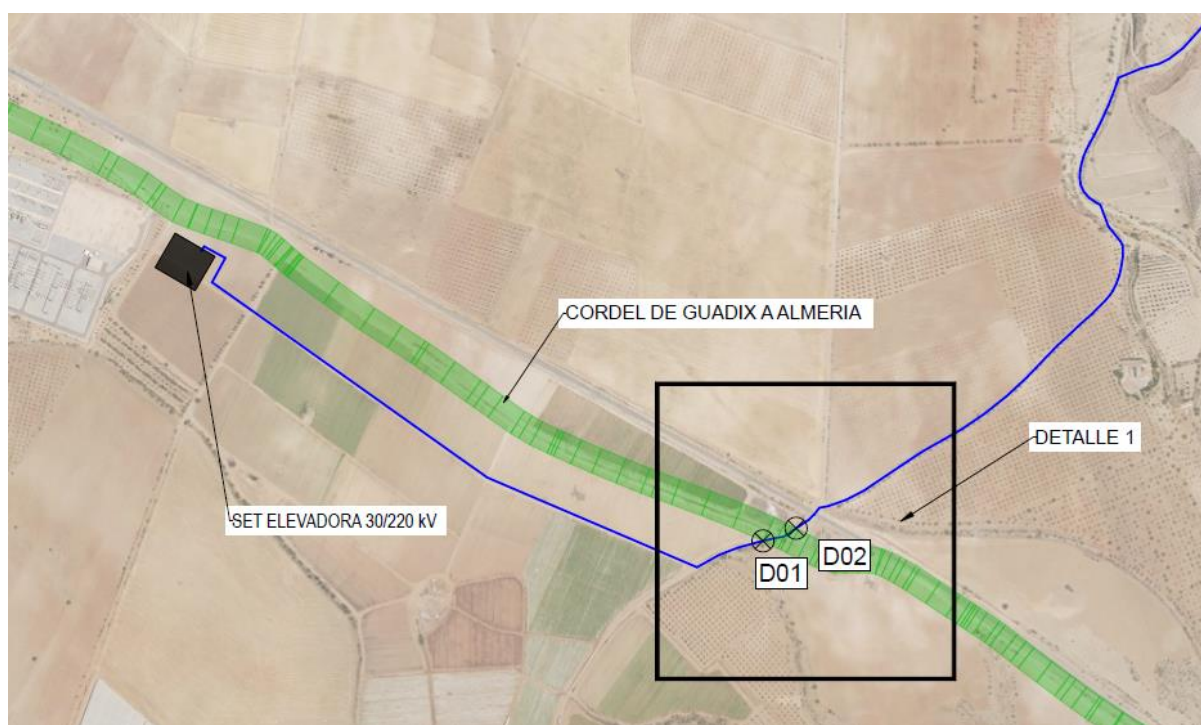 CORDEL DE GUADIX A ALMERIA
DETALLE 1
SET ELEVADORA 30/220 kV
D01
D02